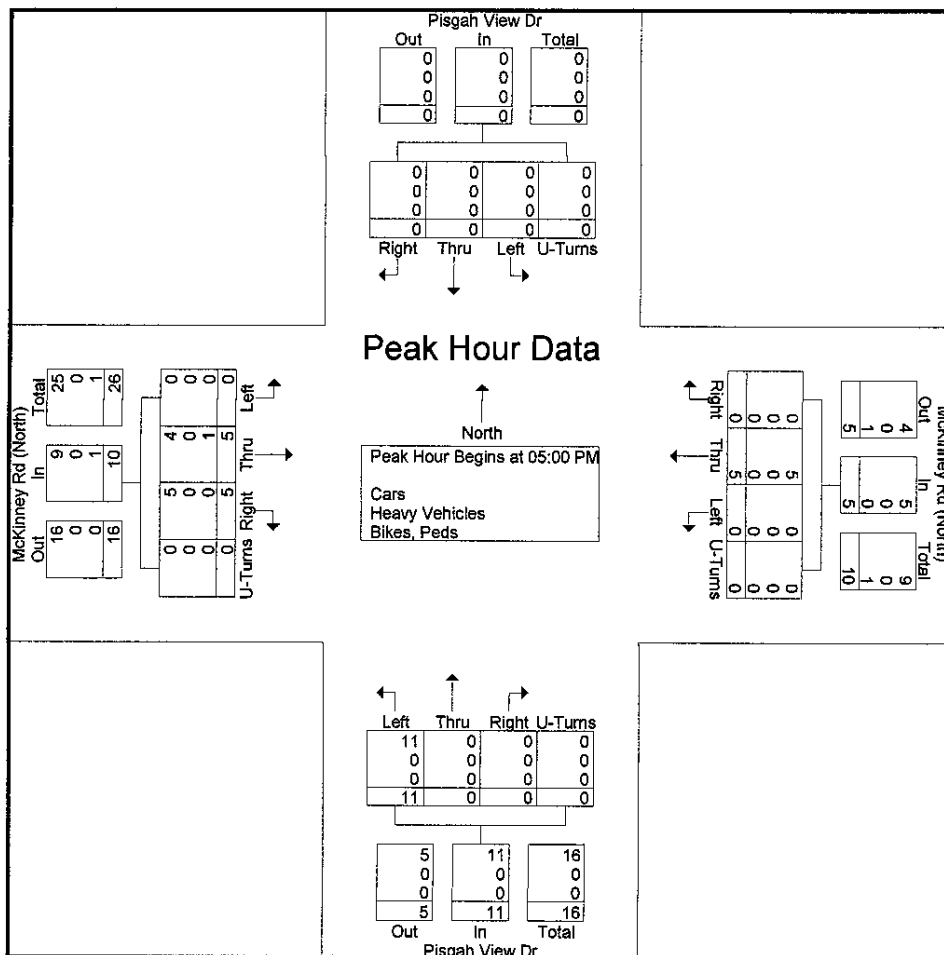 Pisgah View Dr
Out In Total
0 0 0
0 0 0
0 0 0
0 0 0
0 0 0 0
0 0 0 0
0 0 0 0
0 0 0 0
Right Thru Left U-Turns
Peak Hour Data
North
Peak Hour Begins at 05:00 PM
Cars
Heavy Vehicles
Bikes, Peds
McKinney Rd (North)
Out In Total
16 9 25
0 0 0
0 1 1
16 10 26
U-Turns Right Thru Left
0 5 4 0
0 0 0 0
0 0 1 0
0 5 5 0
Right Thru Left U-Turns
0 5 0 0
0 0 0 0
0 0 0 0
0 5 0 0
McKinney Rd (North)
Out In Total
4 5 9
0 0 0
1 0 1
5 5 10
Left Thru Right U-Turns
11 0 0 0
0 0 0 0
0 0 0 0
11 0 0 0
5 11 16
0 0 0
0 0 0
5 11 16
Out In Total
Pisgah View Dr